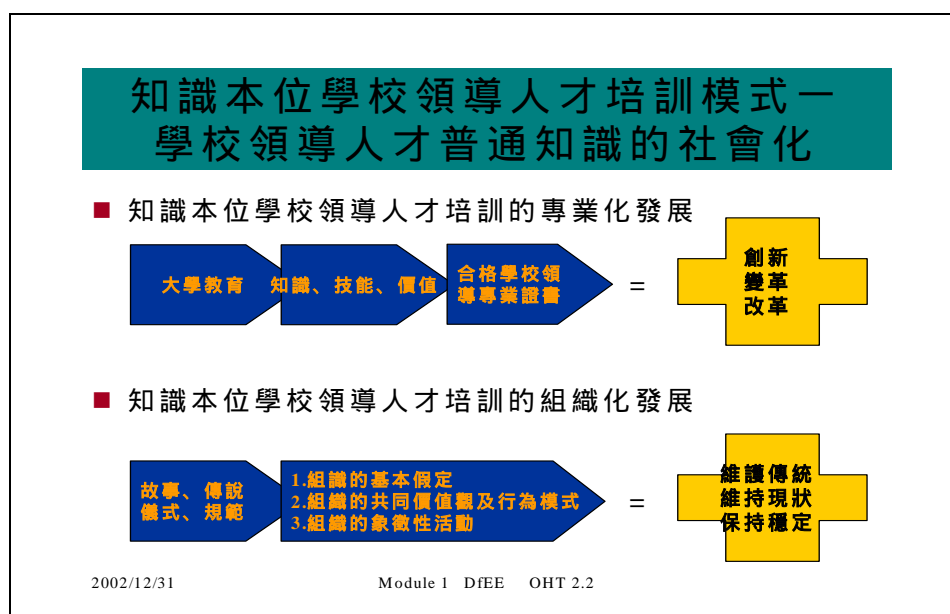 知識本位學校領導人才培訓模式一
學校領導人才普通知識的社會化
知識本位學校領導人才培訓的專業化發展
大學教育
知識、技能、價值
合格學校領
導專業證書
=
創新
變革
改革
知識本位學校領導人才培訓的組織化發展
故事、傳說
儀式、規範
1.組識的基本假定
2.組織的共同價值觀及行為模式
3.組織的象徵性活動
=
維護傳統
維持現狀
保持穩定
2002/12/31
Module 1 DfEE OHT 2.2